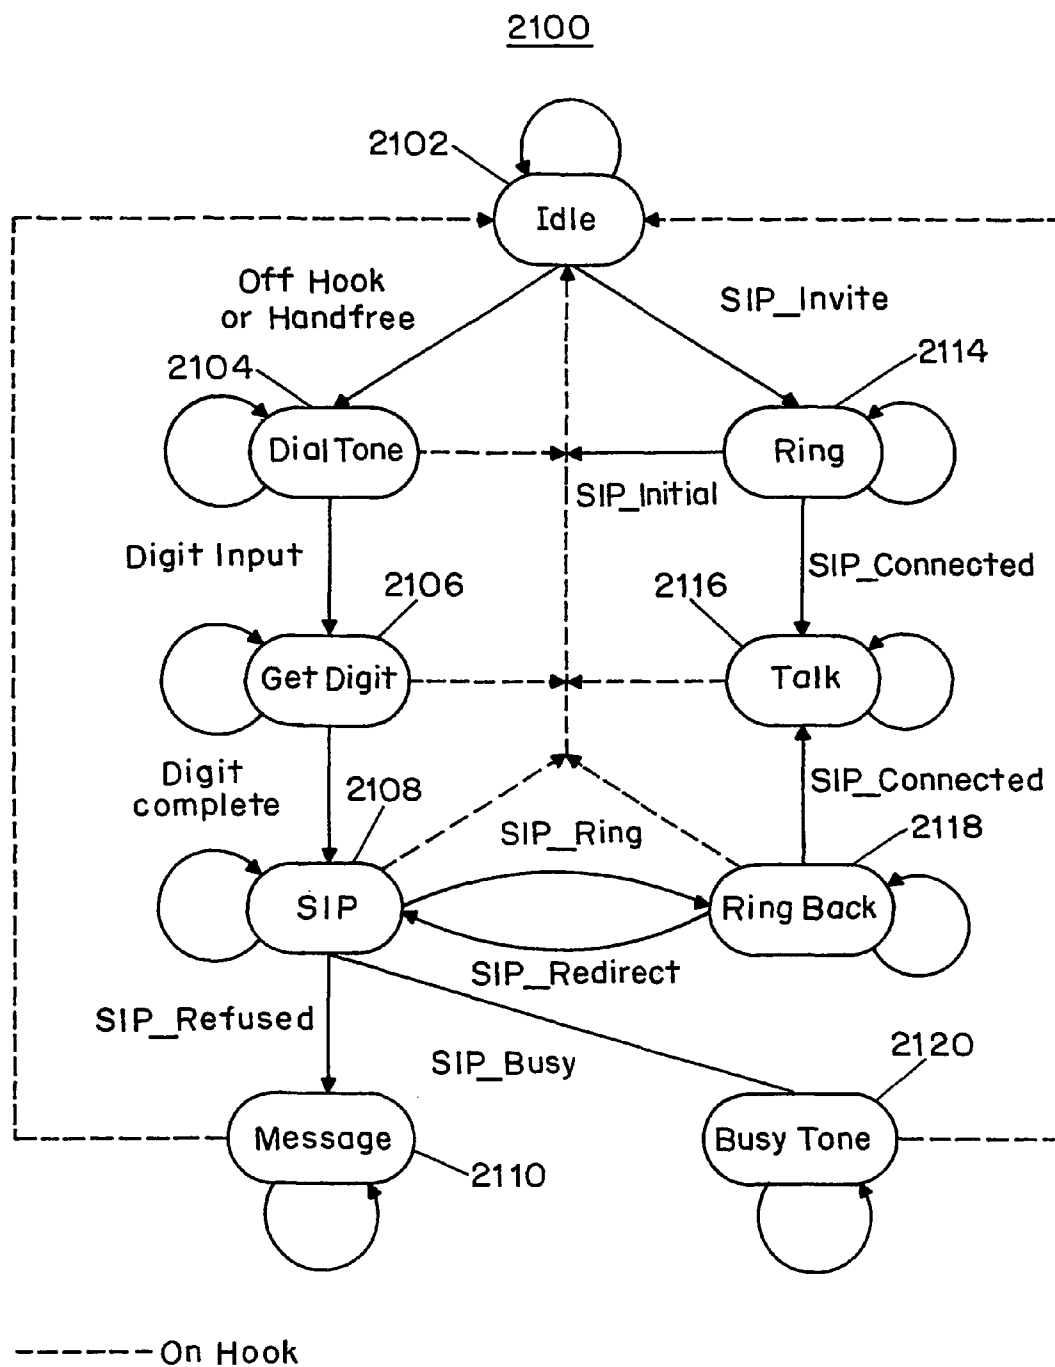 2100
2102
Idle
Off Hook
or Handfree
SIP_Invite
2104
2114
Dial Tone
Ring
SIP_Initial
Digit Input
SIP_Connected
2106
2116
Get Digit
Talk
Digit
complete
SIP_Connected
2108
SIP_Ring
2118
SIP
Ring Back
SIP_Redirect
SIP_Refused
SIP_Busy
2120
Message
Busy Tone
2110
On Hook